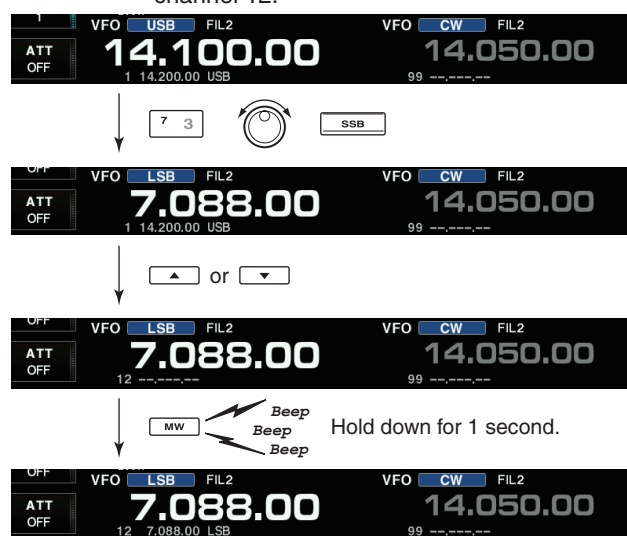 channel 12.
1 VFO USB FIL2 VFO CW FIL2
ATT 14.100.00 14.050.00
OFF
1 14.200.00 USB 99 --.---.--
7 3 SSB
OFF VFO LSB FIL2 VFO CW FIL2
ATT 7.088.00 14.050.00
OFF
1 14.200.00 USB 99 --.---.--
▲ or ▼
OFF VFO LSB FIL2 VFO CW FIL2
ATT 7.088.00 14.050.00
OFF
12 --.---.-- 99 --.---.--
Beep
MW Beep Hold down for 1 second.
Beep
OFF VFO LSB FIL2 VFO CW FIL2
ATT 7.088.00 14.050.00
OFF
12 7.088.00 LSB 99 --.---.--